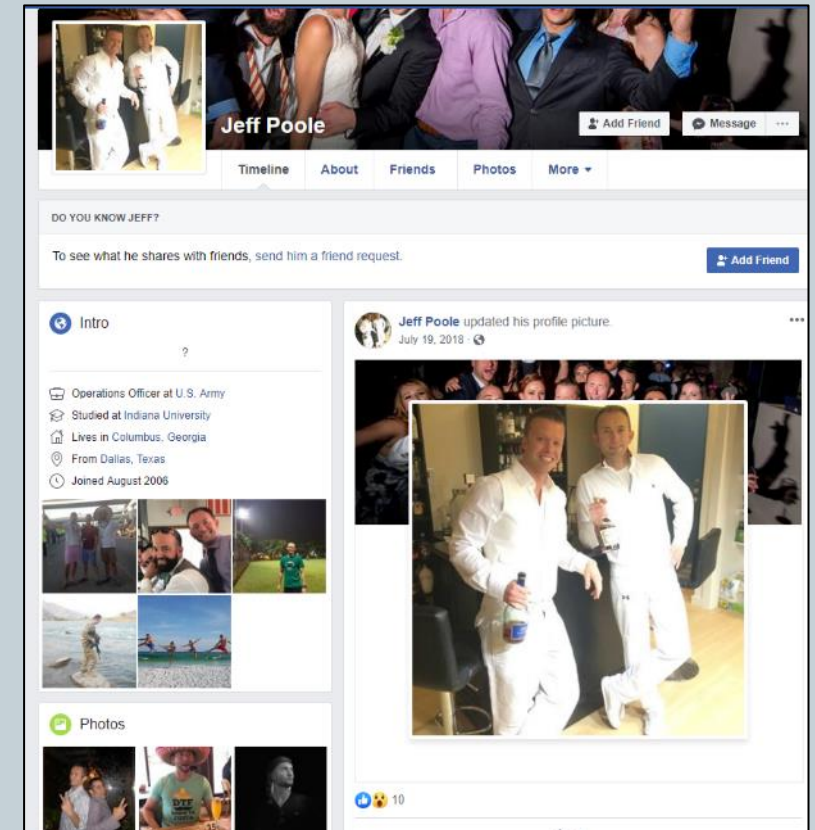 Jeff Poole
Add Friend
Message
Timeline
About
Friends
Photos
More
DO YOU KNOW JEFF?
To see what he shares with friends, send him a friend request.
Add Friend
Intro
?
Operations Officer at U.S. Army
Studied at Indiana University
Lives in Columbus, Georgia
From Dallas, Texas
Joined August 2006
Photos
DTF
Jeff Poole updated his profile picture.
July 19, 2018
10